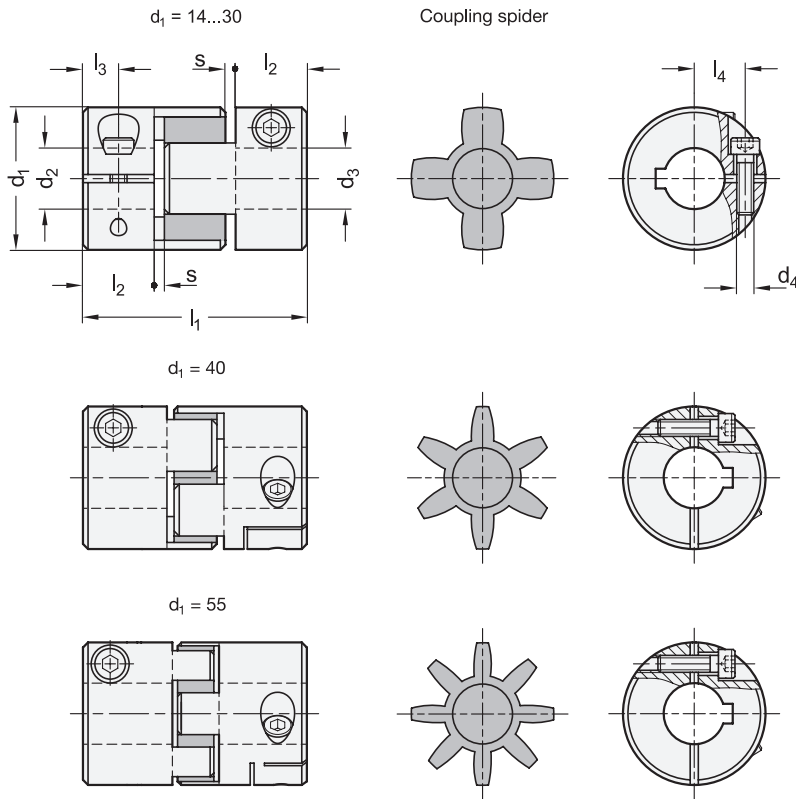 d₁ = 14...30
Coupling spider
l₃
s
l₂
l₄
d₁
d₂
d₃
d₄
l₂
s
l₁
d₁ = 40
d₁ = 55